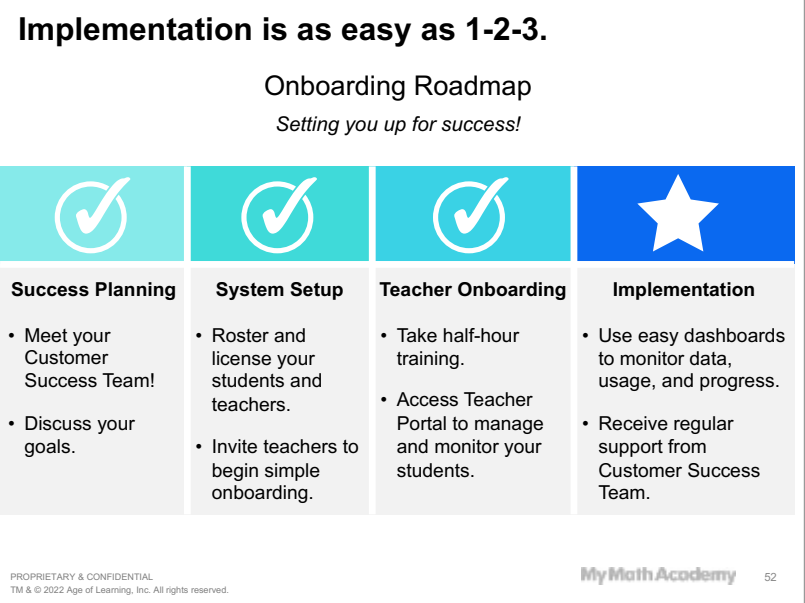 Implementation is as easy as 1-2-3.
Onboarding Roadmap
Setting you up for success!
Success Planning
• Meet your
Customer
Success Team!
• Discuss your
goals.
System Setup
• Roster and
license your
students and
teachers.
• Invite teachers to
begin simple
onboarding.
Teacher Onboarding
• Take half-hour
training.
• Access Teacher
Portal to manage
and monitor your
students.
Implementation
• Use easy dashboards
to monitor data,
usage, and progress.
• Receive regular
support from
Customer Success
Team.
PROPRIETARY & CONFIDENTIAL
TM & © 2022 Age of Learning, Inc. All rights reserved.
My Math Academy
52